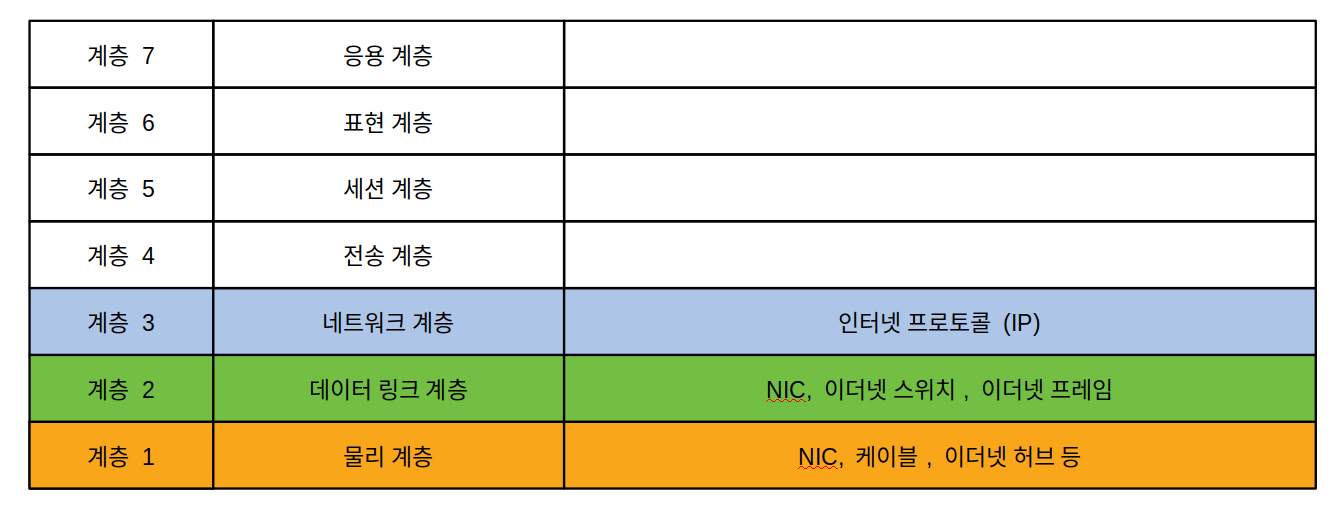 계층 7 응용 계층
계층 6 표현 계층
계층 5 세션 계층
계층 4 전송 계층
계층 3 네트워크 계층 인터넷 프로토콜 (IP)
계층 2 데이터 링크 계층 NIC, 이더넷 스위치 , 이더넷 프레임
계층 1 물리 계층 NIC, 케이블 , 이더넷 허브 등